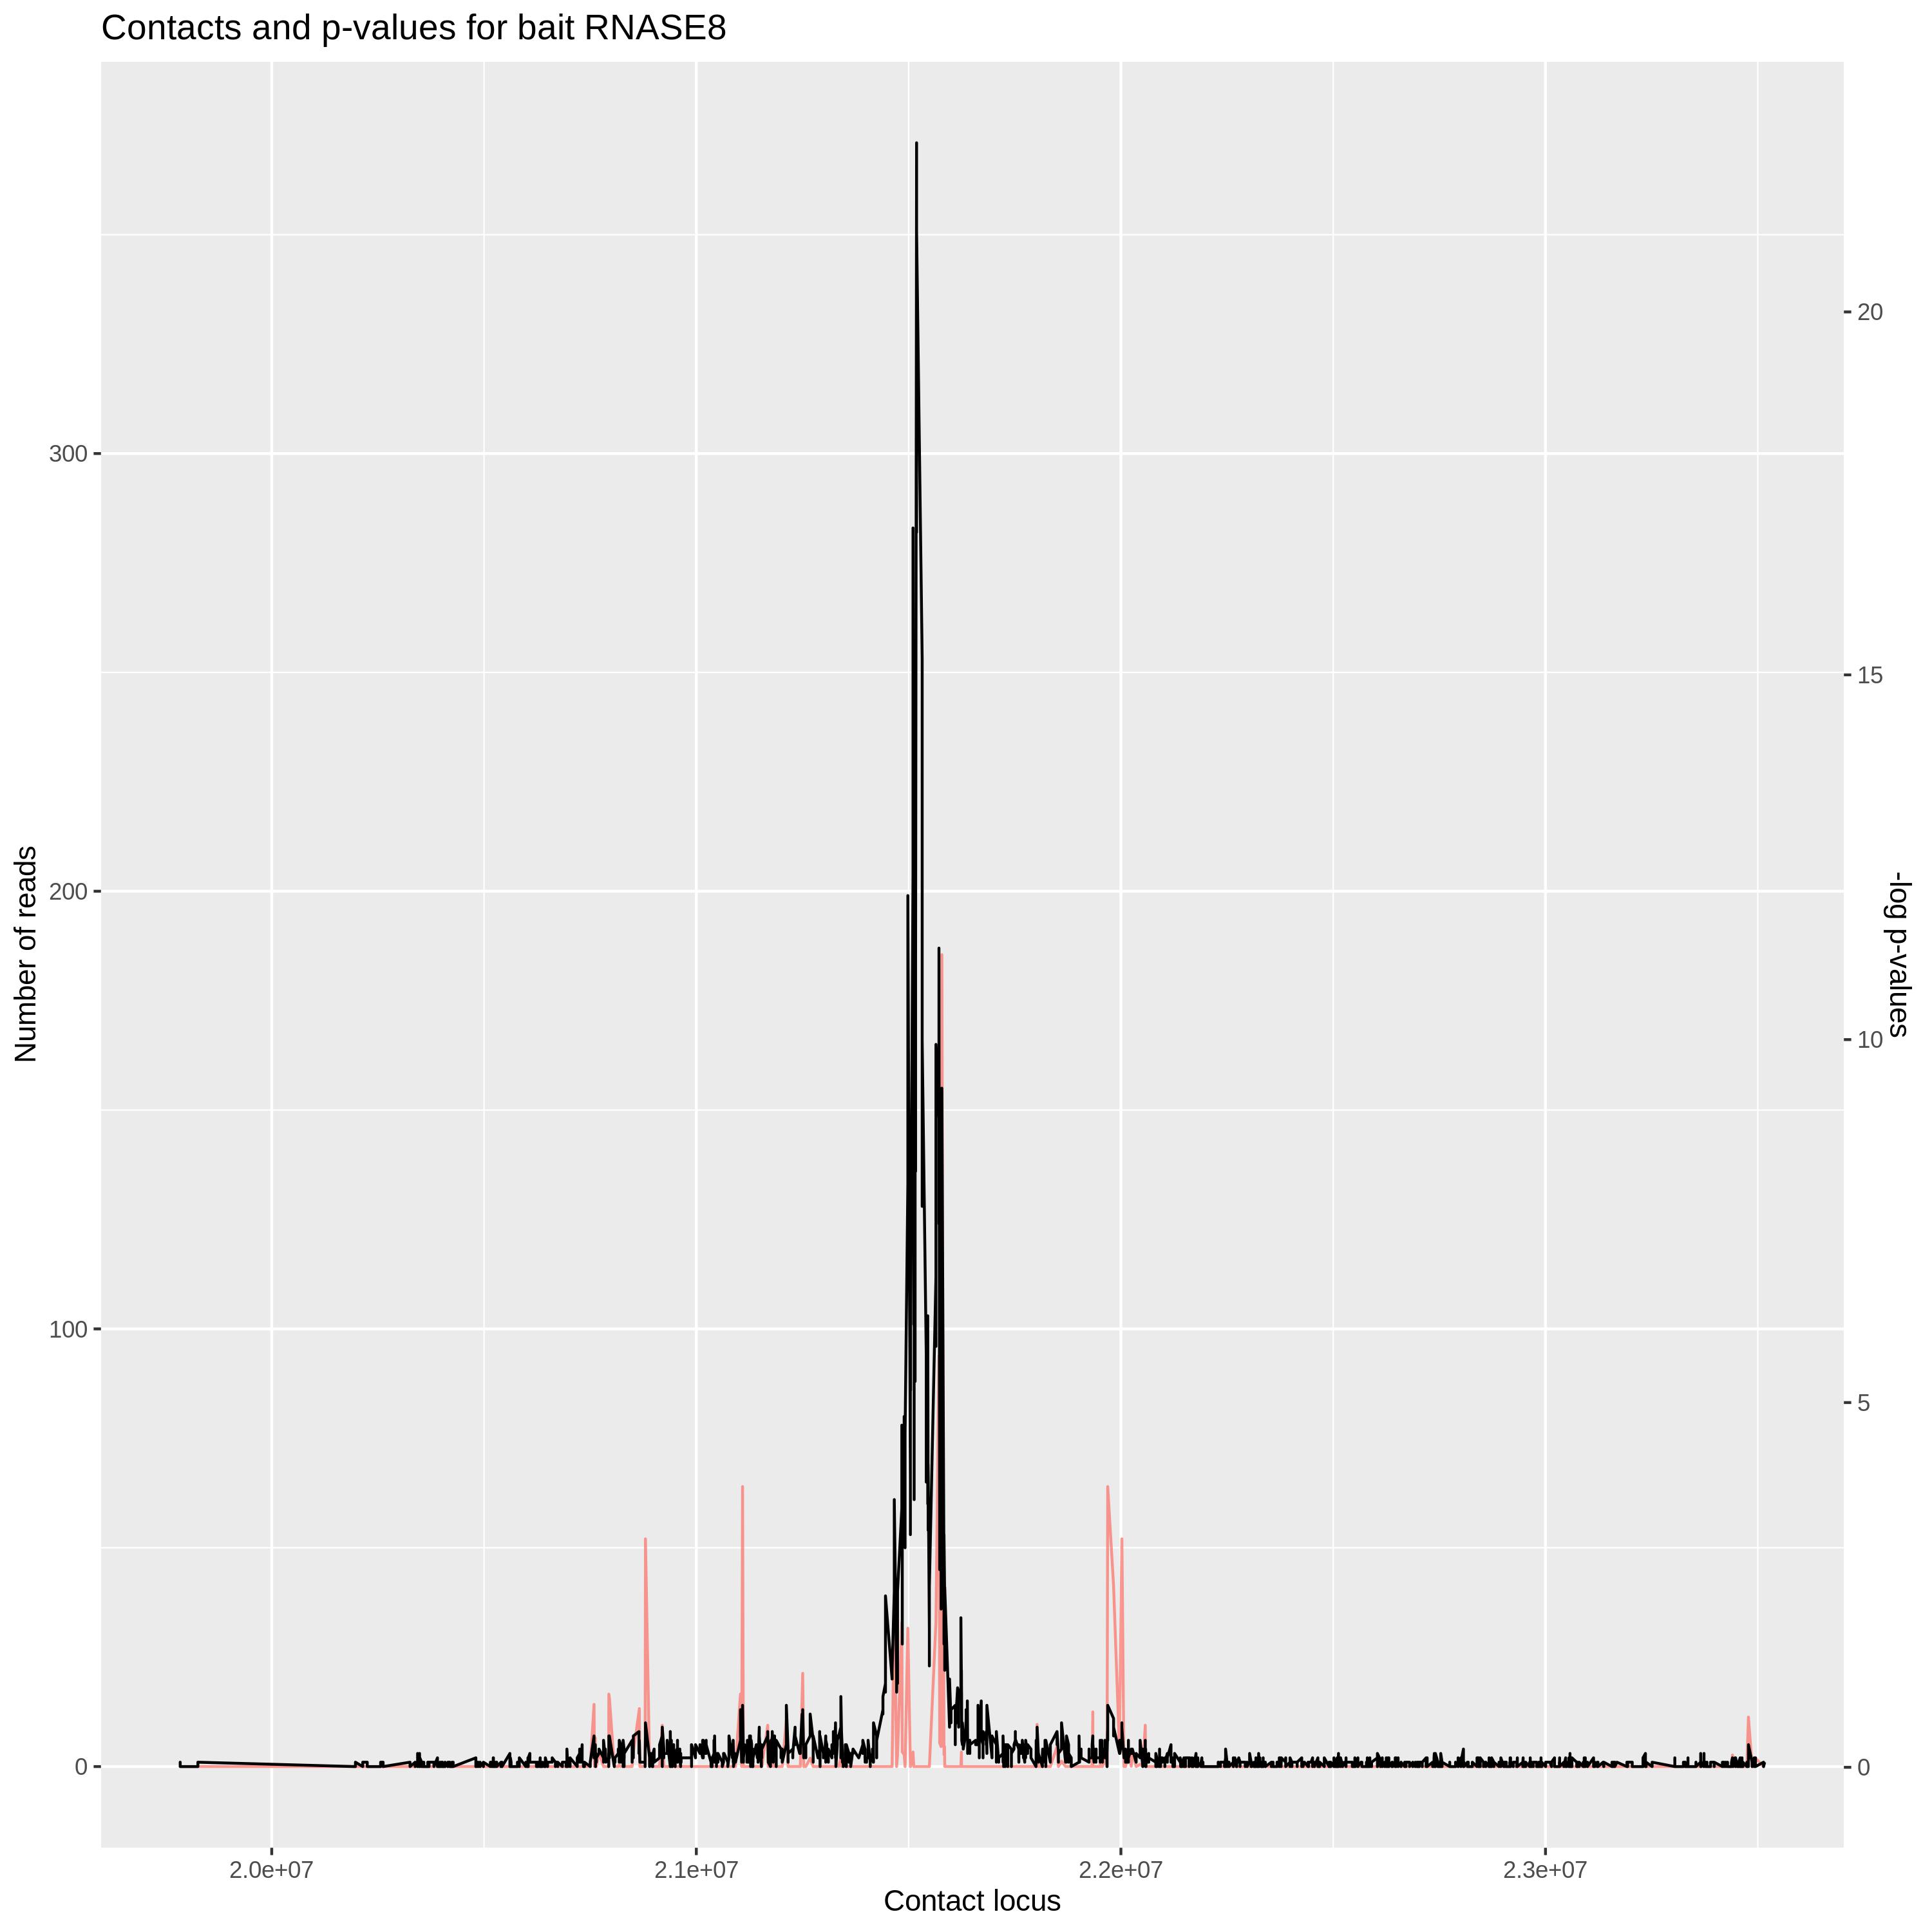 Contacts and p-values for bait RNASE8
Number of reads
300
200
100
0
20
15
10
5
0
-log p-values
2.0e+07
2.1e+07
2.2e+07
2.3e+07
Contact locus